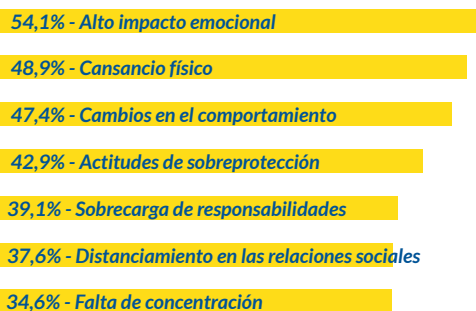 54,1% - Alto impacto emocional
48,9% - Cansancio físico
47,4% - Cambios en el comportamiento
42,9% - Actitudes de sobreprotección
39,1% - Sobrecarga de responsabilidades
37,6% - Distanciamiento en las relaciones sociales
34,6% - Falta de concentración